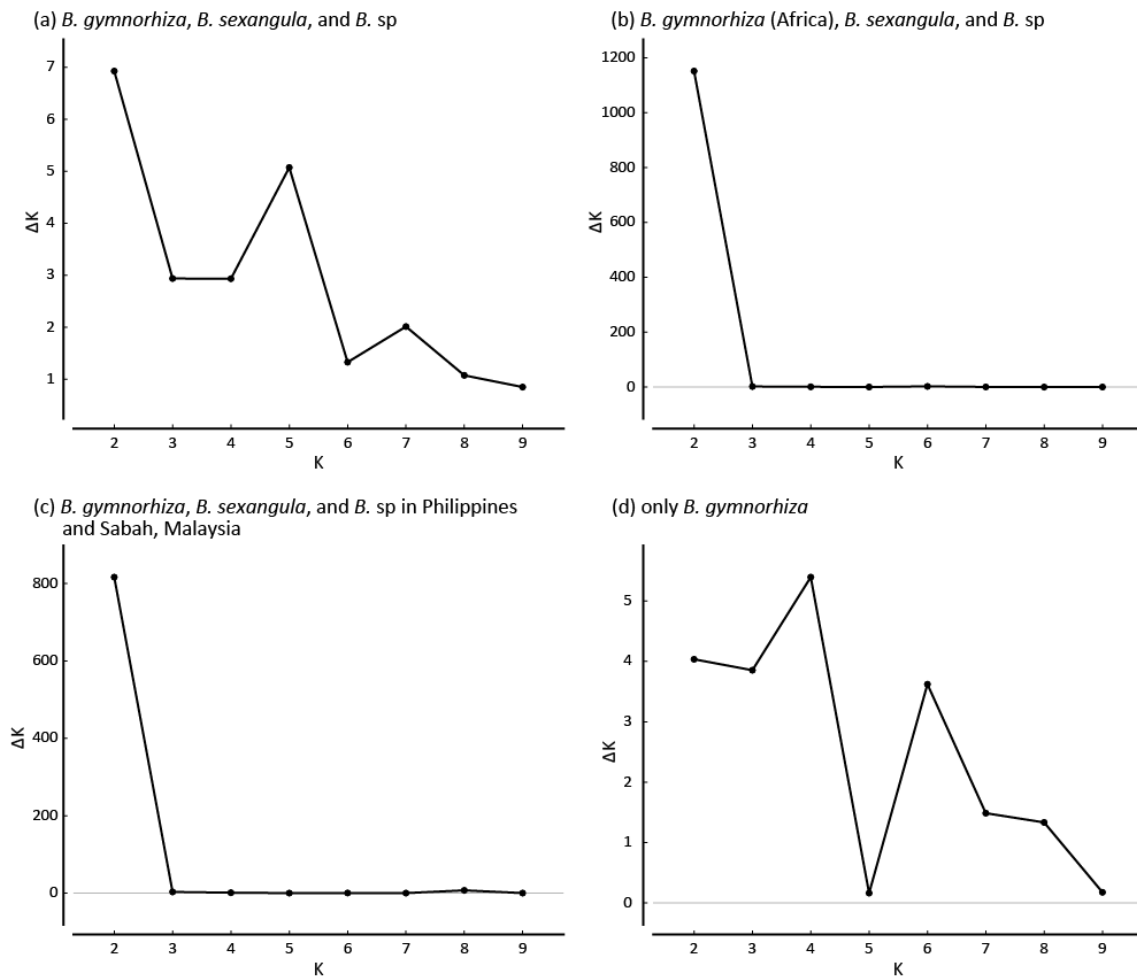 (a) B. gymnorhiza, B. sexangula, and B. sp
7
6
5
4
3
2
1
ΔK
2 3 4 5 6 7 8 9
K
(b) B. gymnorhiza (Africa), B. sexangula, and B. sp
1200
1000
800
600
400
200
0
ΔK
2 3 4 5 6 7 8 9
K
(c) B. gymnorhiza, B. sexangula, and B. sp in Philippines
and Sabah, Malaysia
800
600
400
200
0
ΔK
2 3 4 5 6 7 8 9
K
(d) only B. gymnorhiza
5
4
3
2
1
0
ΔK
2 3 4 5 6 7 8 9
K